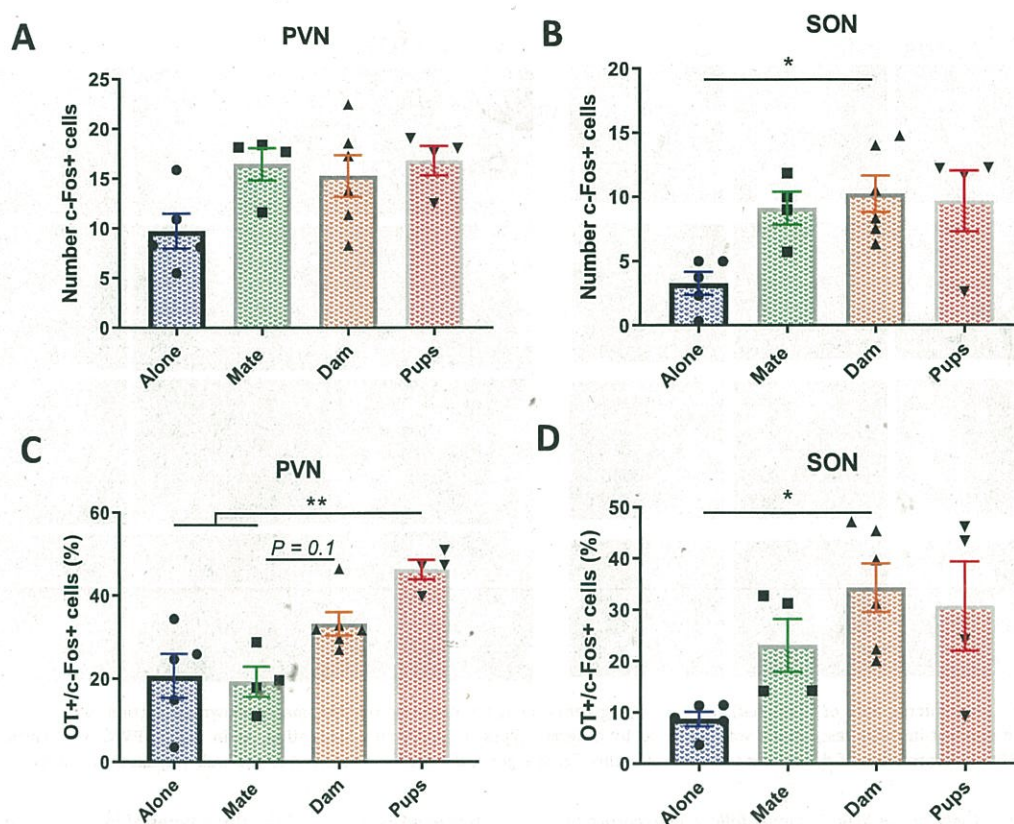 A
PVN
Number c-Fos+ cells
25
20
15
10
5
0
Alone
Mate
Dam
Pups
B
SON
*
Number c-Fos+ cells
20
15
10
5
0
Alone
Mate
Dam
Pups
C
PVN
**
P = 0.1
OT+/c-Fos+ cells (%)
60
40
20
0
Alone
Mate
Dam
Pups
D
SON
*
OT+/c-Fos+ cells (%)
50
40
30
20
10
0
Alone
Mate
Dam
Pups